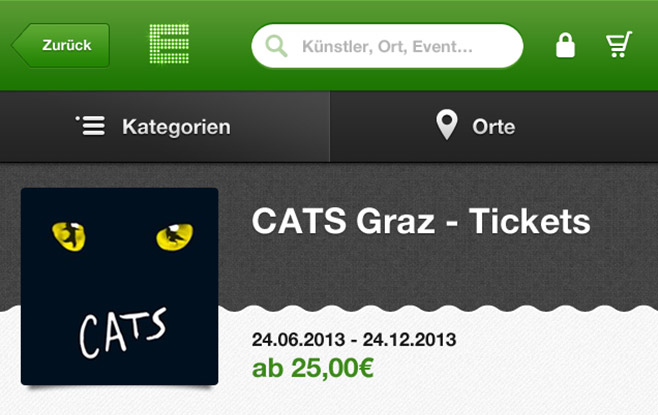 Zurück
E
Künstler, Ort, Event...
Kategorien
Orte
CATS
CATS Graz - Tickets
24.06.2013 - 24.12.2013
ab 25,00€